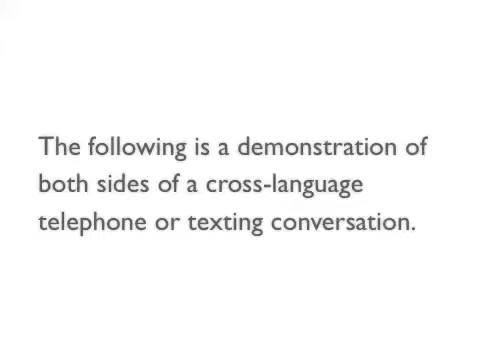 The following is a demonstration of
both sides of a cross-language
telephone or texting conversation.